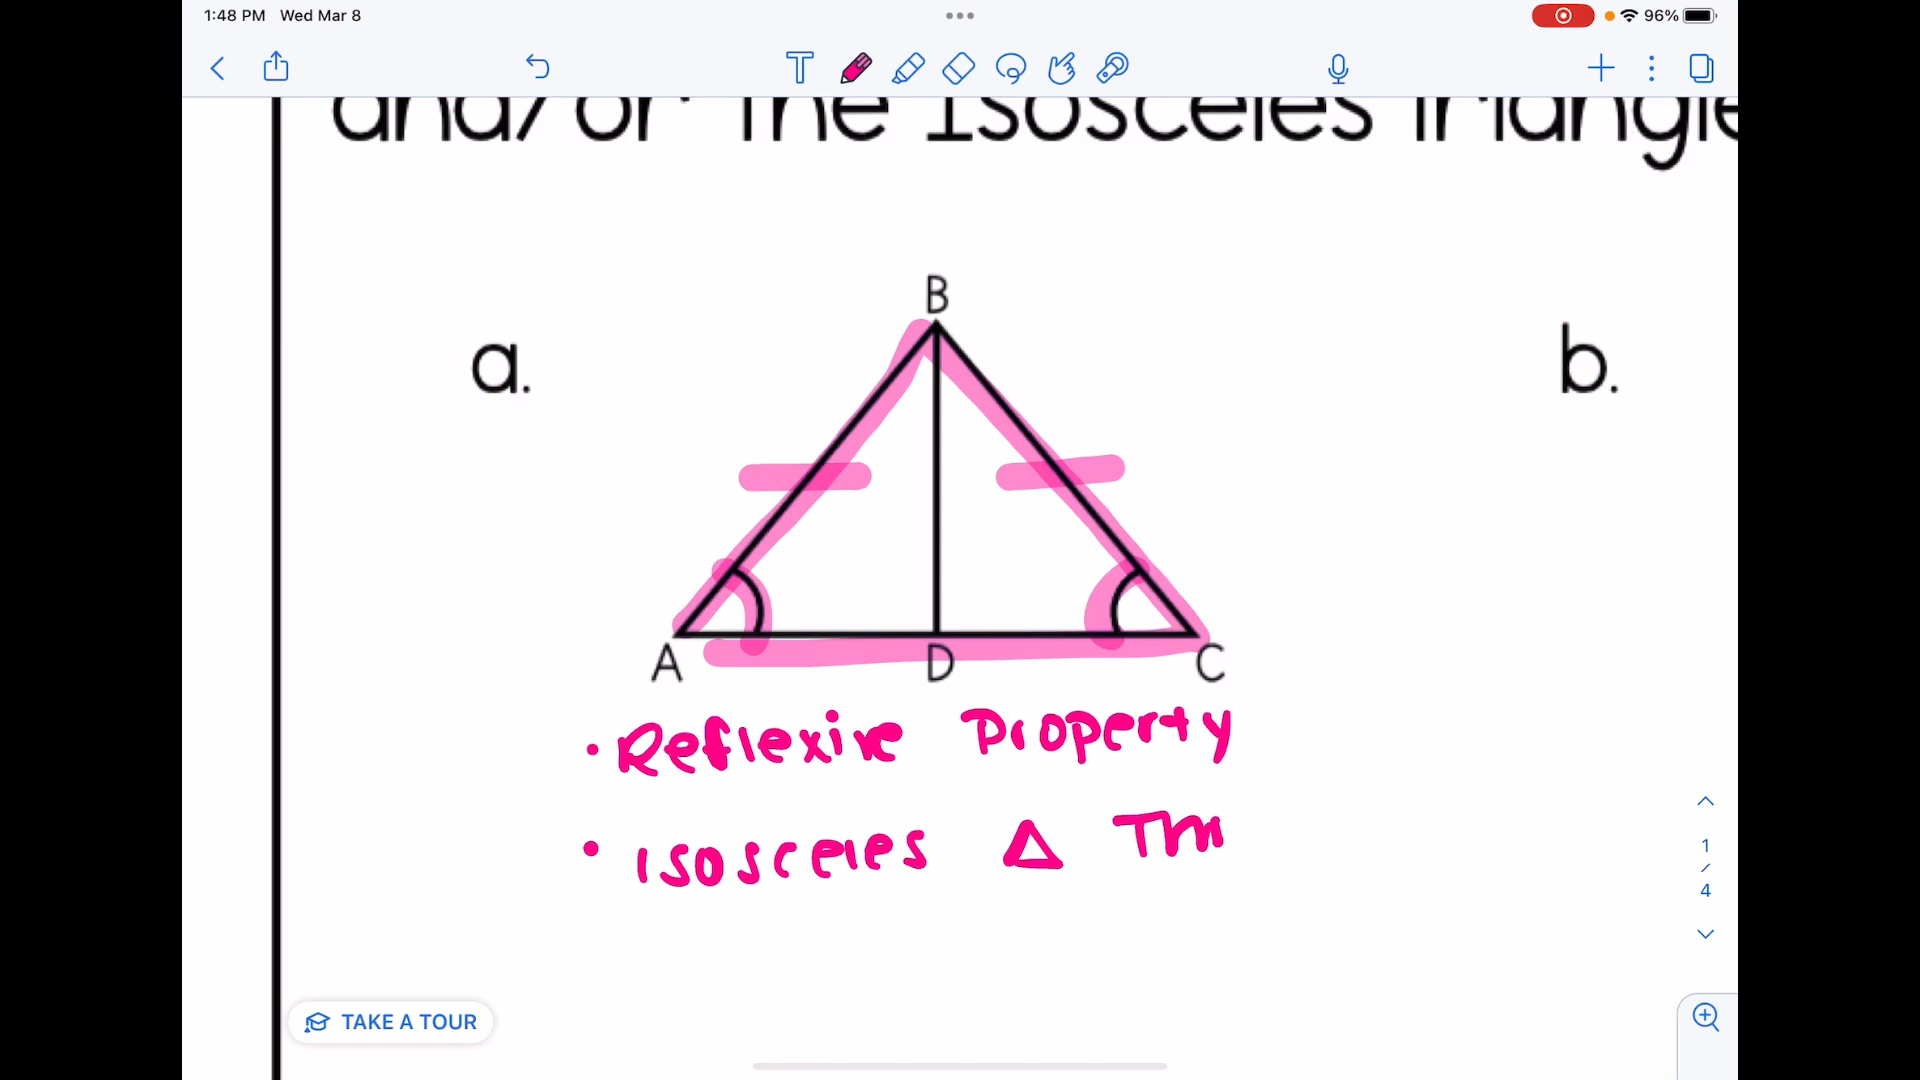 1:48 PM Wed Mar 8
96%
and/or the Isosceles Triangle
B
a.
b.
A
D
C
• Reflexive Property
• Isosceles Δ Thm
1
/
4
TAKE A TOUR